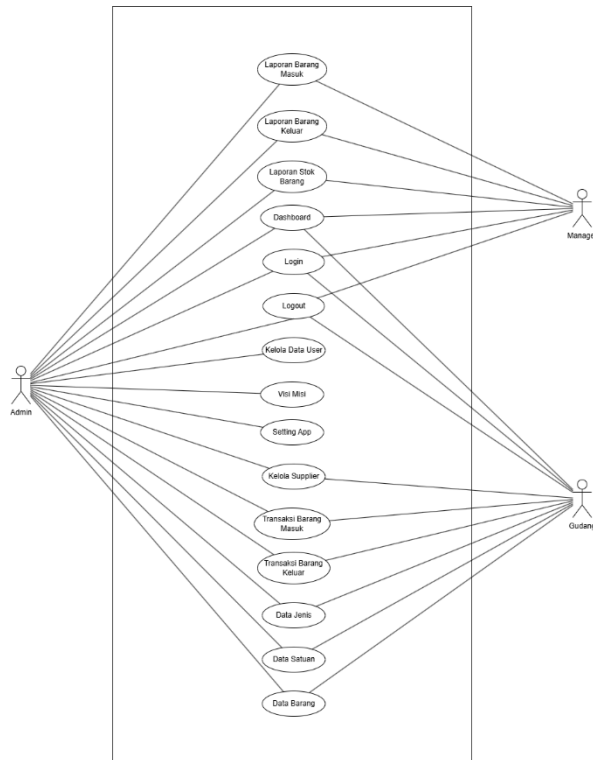 Laporan Barang
Masuk
Laporan Barang
Keluar
Laporan Stok
Barang
Dashboard
Manage
Login
Logout
Kelola Data User
Admin
Visi Misi
Setting App
Kelola Supplier
Transaksi Barang
Masuk
Gudang
Transaksi Barang
Keluar
Data Jenis
Data Satuan
Data Barang